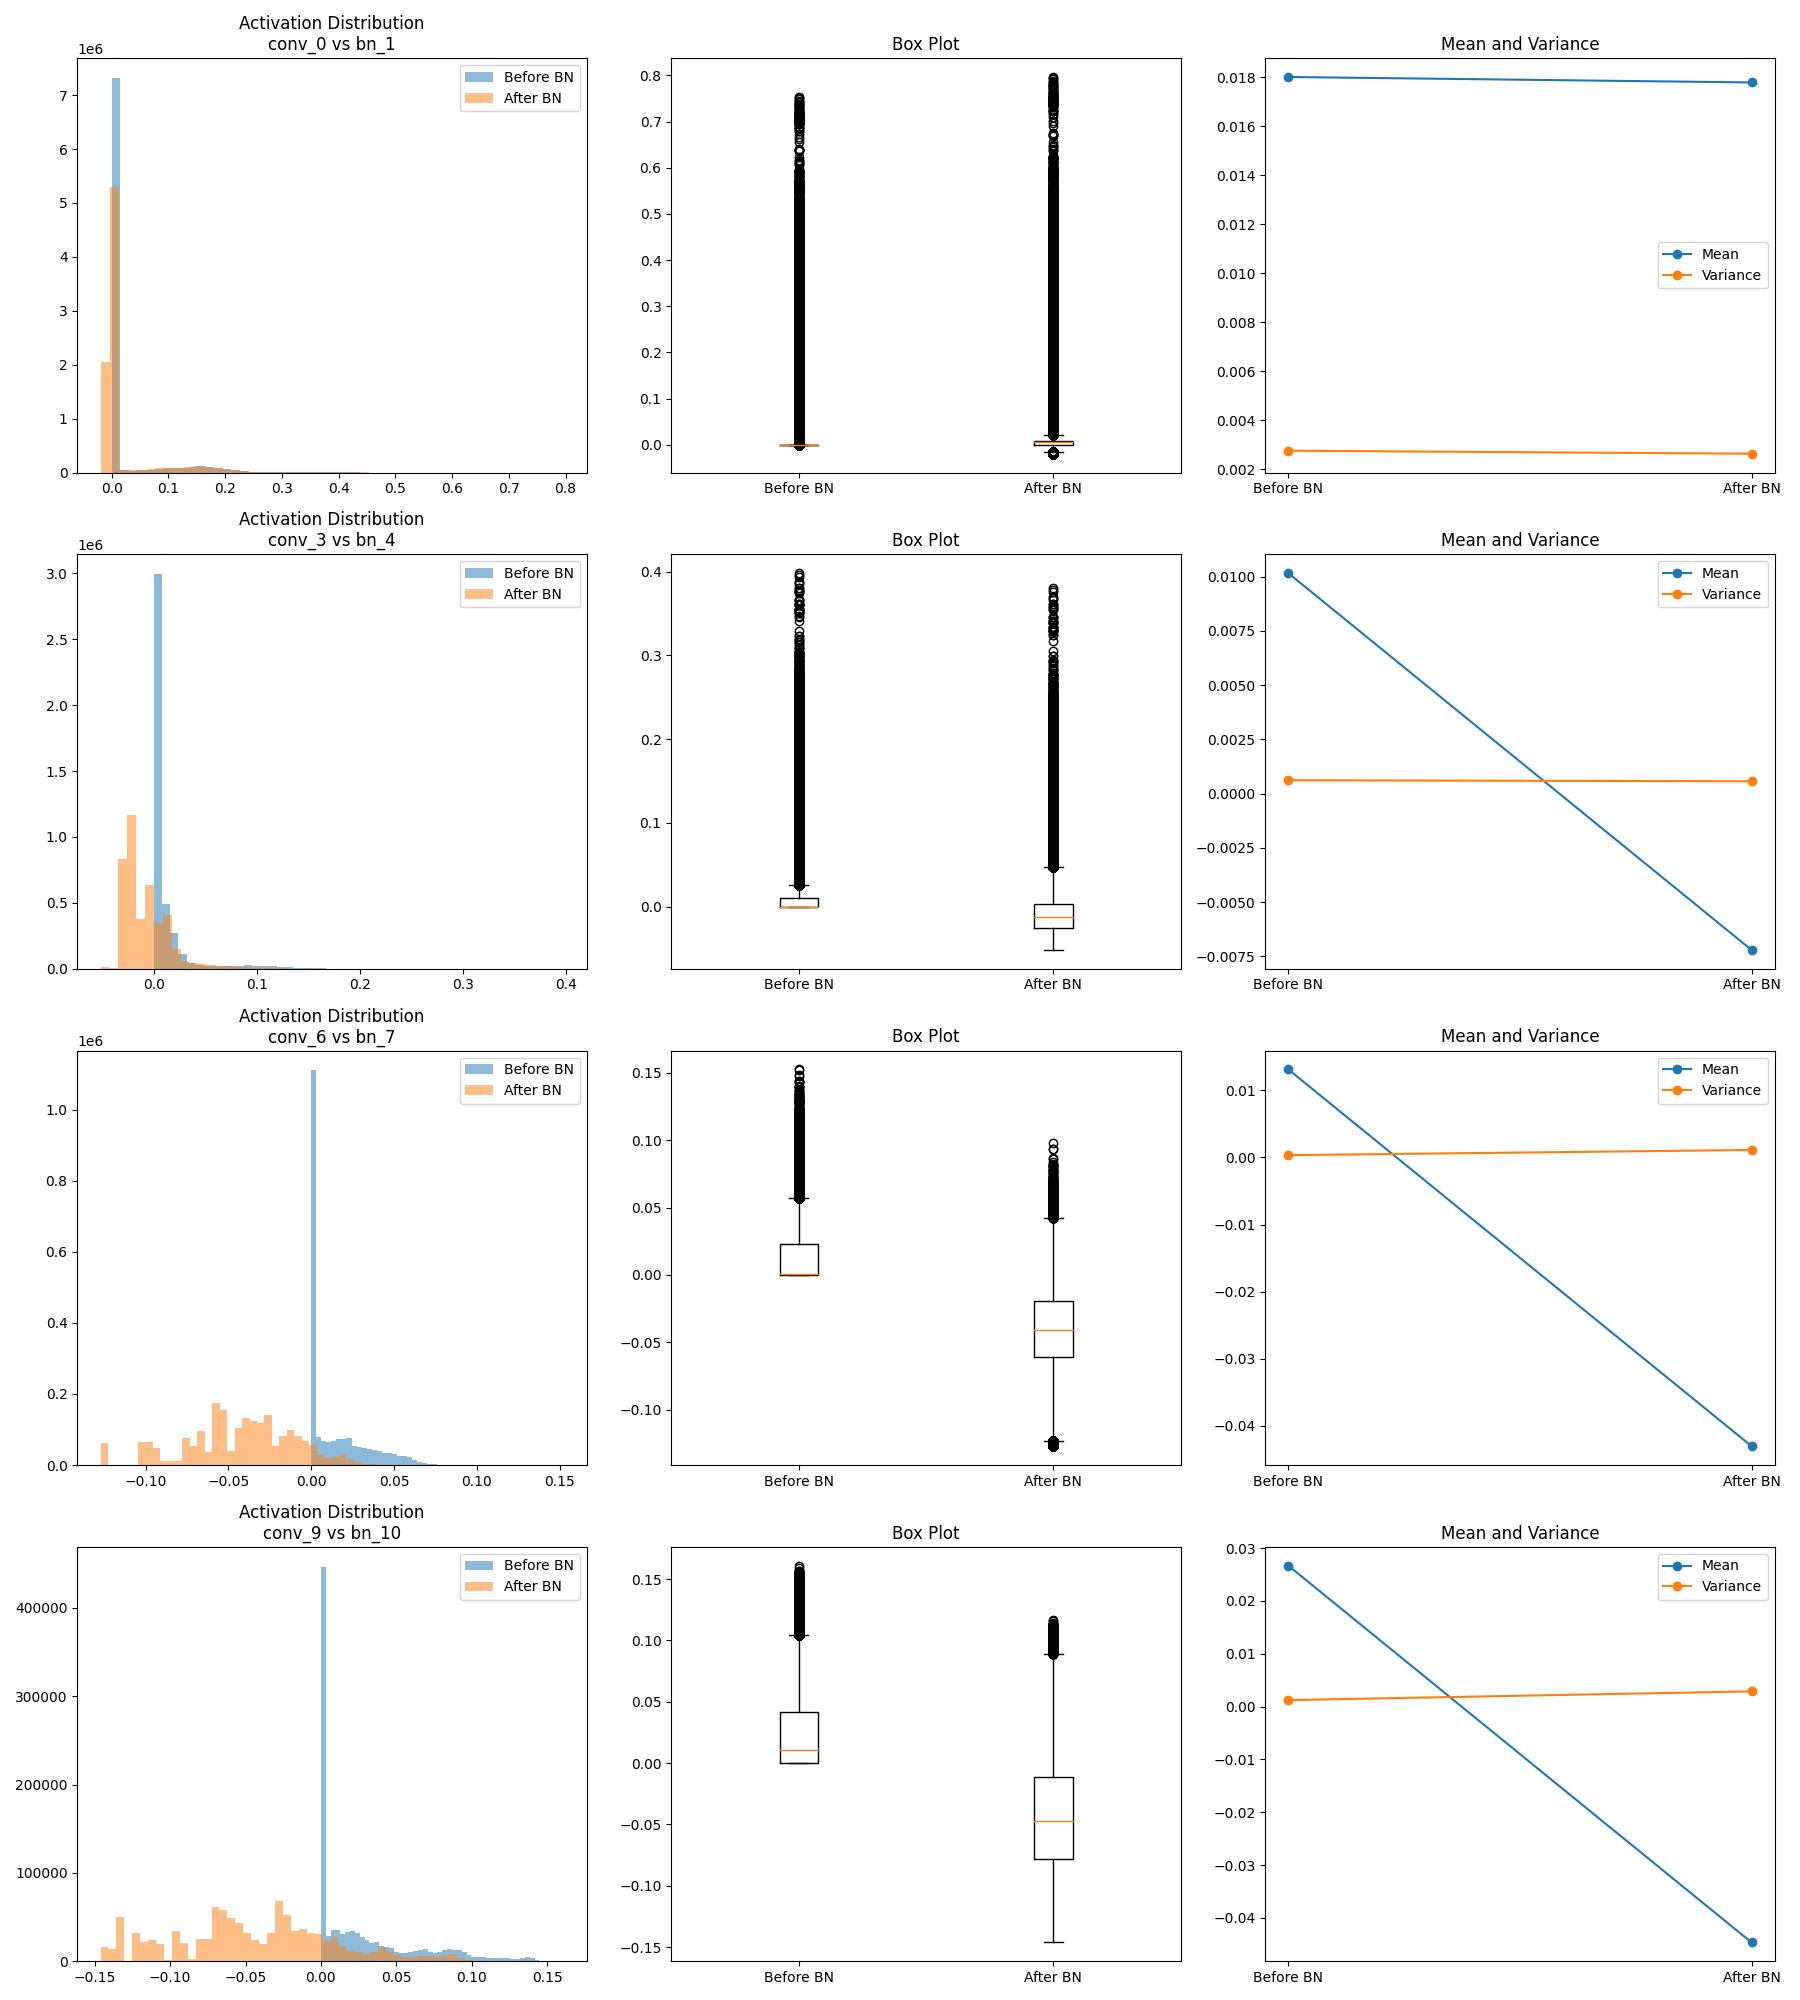 Activation Distribution
conv_0 vs bn_1
1e6
Before BN
After BN
7
6
5
4
3
2
1
0
0.0 0.1 0.2 0.3 0.4 0.5 0.6 0.7 0.8
Box Plot
0.8
0.7
0.6
0.5
0.4
0.3
0.2
0.1
0.0
Before BN After BN
Mean and Variance
0.018
0.016
0.014
0.012
0.010
0.008
0.006
0.004
0.002
Mean
Variance
Before BN After BN
Activation Distribution
conv_3 vs bn_4
1e6
Before BN
After BN
3.0
2.5
2.0
1.5
1.0
0.5
0.0
0.0 0.1 0.2 0.3 0.4
Box Plot
0.4
0.3
0.2
0.1
0.0
Before BN After BN
Mean and Variance
Mean
Variance
0.0100
0.0075
0.0050
0.0025
0.0000
−0.0025
−0.0050
−0.0075
Before BN After BN
Activation Distribution
conv_6 vs bn_7
1e6
Before BN
After BN
1.0
0.8
0.6
0.4
0.2
0.0
−0.10 −0.05 0.00 0.05 0.10 0.15
Box Plot
0.15
0.10
0.05
0.00
−0.05
−0.10
Before BN After BN
Mean and Variance
Mean
Variance
0.01
0.00
−0.01
−0.02
−0.03
−0.04
Before BN After BN
Activation Distribution
conv_9 vs bn_10
Before BN
After BN
400000
300000
200000
100000
0
−0.15 −0.10 −0.05 0.00 0.05 0.10 0.15
Box Plot
0.15
0.10
0.05
0.00
−0.05
−0.10
−0.15
Before BN After BN
Mean and Variance
Mean
Variance
0.03
0.02
0.01
0.00
−0.01
−0.02
−0.03
−0.04
Before BN After BN